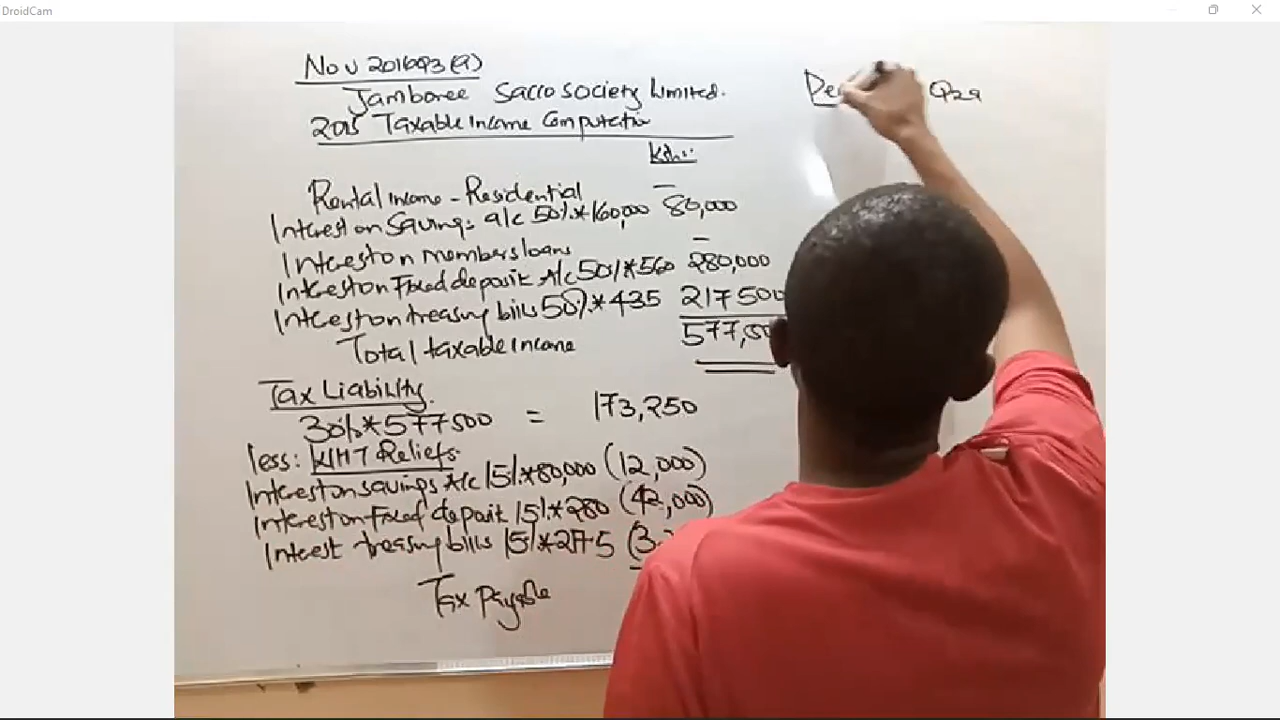 DroidCam
Nov 2016 Q3 (a)
Jamboree Sacco society Limited.
2015 Taxable Income Computation
Ksh:
Rental Income - Residential —
Interest on Savings a/c 50%*160,000 80,000
Interest on members loans —
Interest on Fixed deposit A/c 50%*560 280,000
Interest on treasury bills 50%*435 217 500
Total taxable income 577,50
Tax Liability.
30%*577500 = 173,250
less: W/H T Reliefs.
Interest on savings A/c 15%*80,000 (12,000)
Interest on Fixed deposit 15%*280 (42,000)
Interest treasury bills 15%*217.5 (3
Tax Payable
Q2a